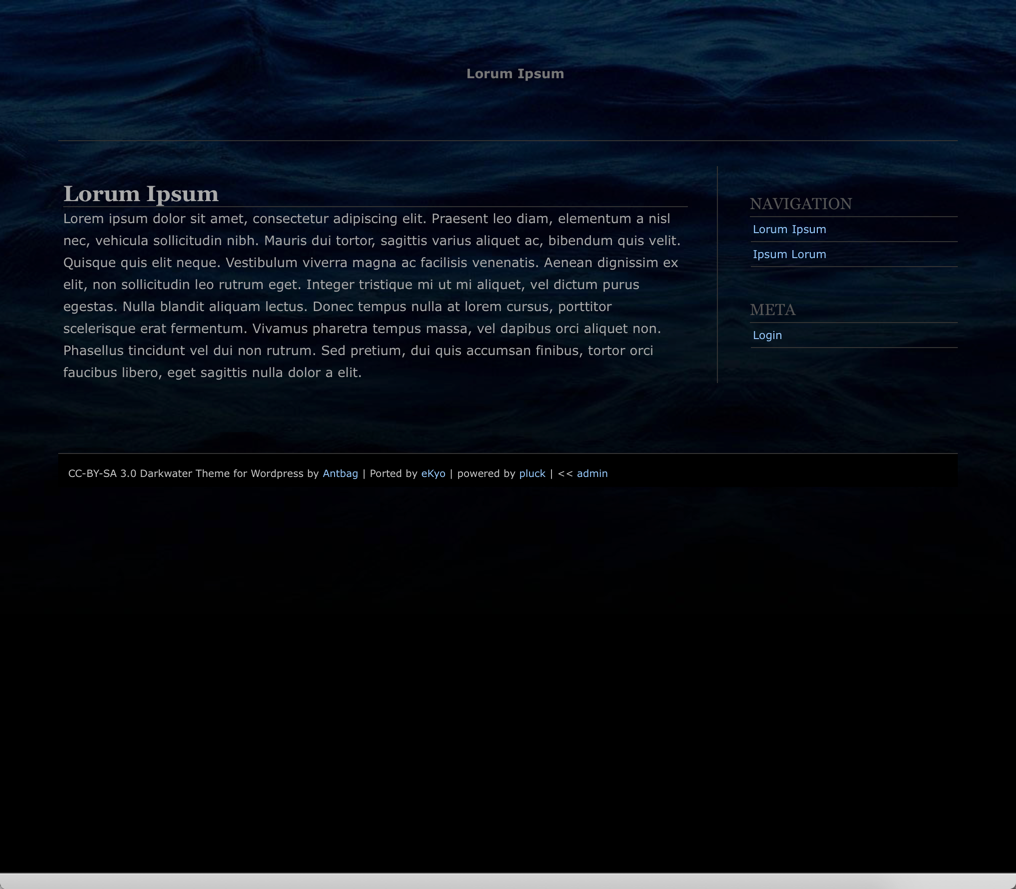 Lorum Ipsum
Lorum Ipsum
Lorem ipsum dolor sit amet, consectetur adipiscing elit. Praesent leo diam, elementum a nisl
nec, vehicula sollicitudin nibh. Mauris dui tortor, sagittis varius aliquet ac, bibendum quis velit.
Quisque quis elit neque. Vestibulum viverra magna ac facilisis venenatis. Aenean dignissim ex
elit, non sollicitudin leo rutrum eget. Integer tristique mi ut mi aliquet, vel dictum purus
egestas. Nulla blandit aliquam lectus. Donec tempus nulla at lorem cursus, porttitor
scelerisque erat fermentum. Vivamus pharetra tempus massa, vel dapibus orci aliquet non.
Phasellus tincidunt vel dui non rutrum. Sed pretium, dui quis accumsan finibus, tortor orci
faucibus libero, eget sagittis nulla dolor a elit.
NAVIGATION
Lorum Ipsum
Ipsum Lorum
META
Login
CC-BY-SA 3.0 Darkwater Theme for Wordpress by Antbag | Ported by eKyo | powered by pluck | << admin